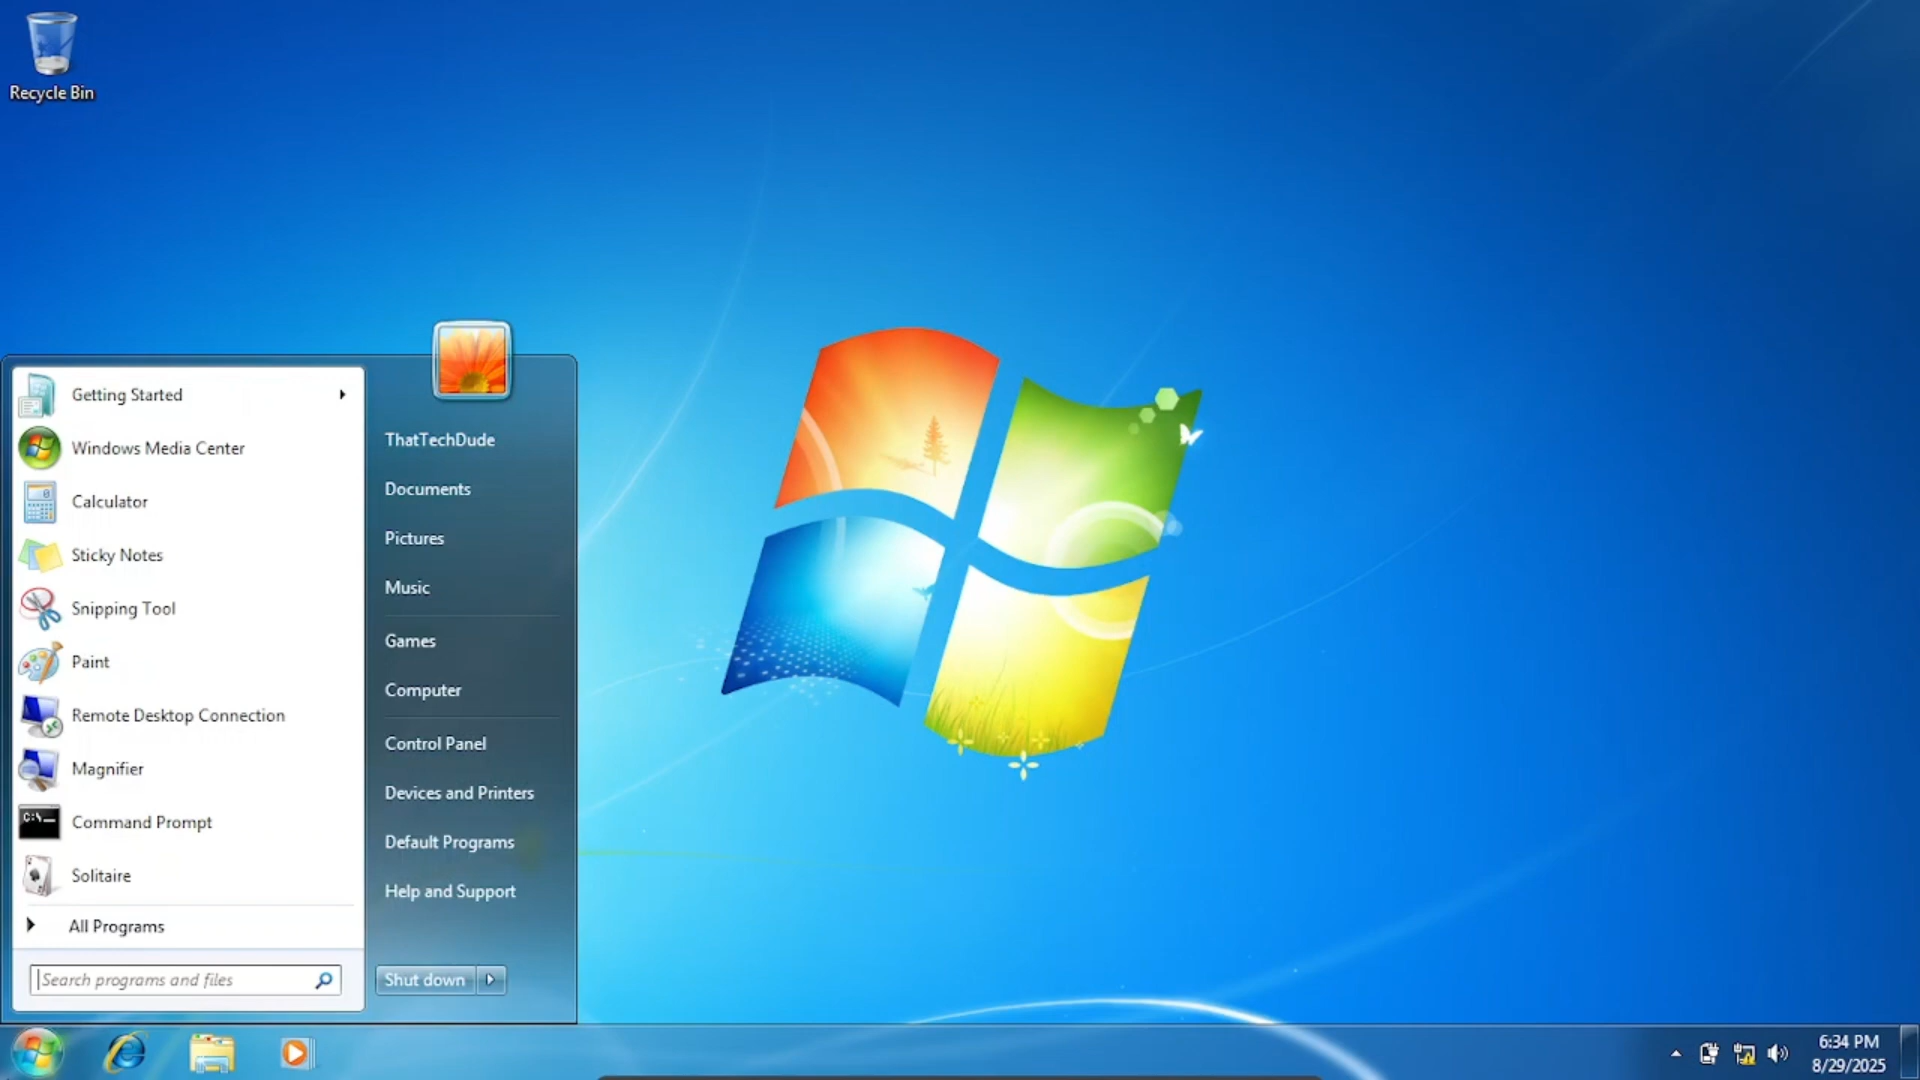 Recycle Bin
Getting Started
Windows Media Center
Calculator
Sticky Notes
Snipping Tool
Paint
Remote Desktop Connection
Magnifier
Command Prompt
Solitaire
All Programs
Search programs and files
ThatTechDude
Documents
Pictures
Music
Games
Computer
Control Panel
Devices and Printers
Default Programs
Help and Support
Shut down
6:34 PM
8/29/2025